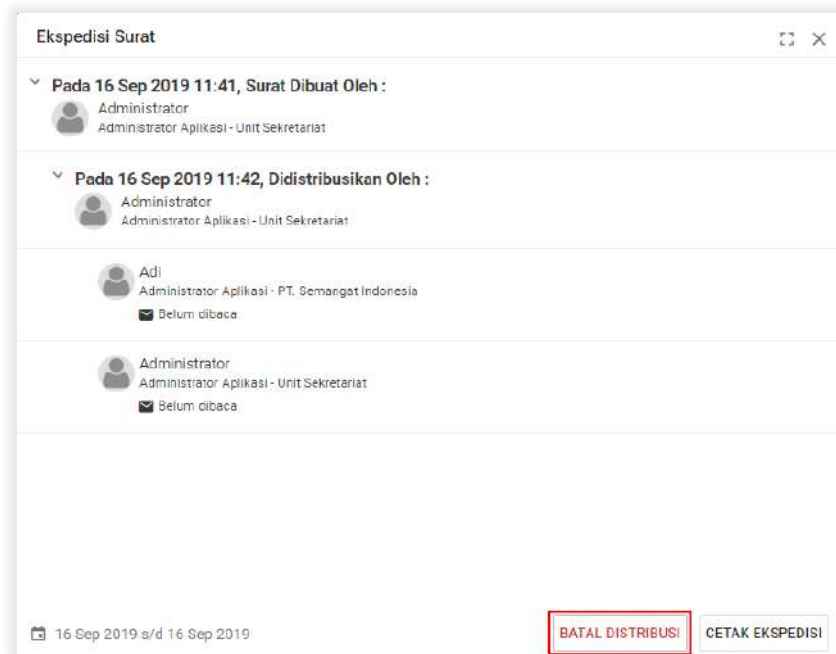 Ekspedisi Surat
Pada 16 Sep 2019 11:41, Surat Dibuat Oleh :
Administrator
Administrator Aplikasi - Unit Sekretariat
Pada 16 Sep 2019 11:42, Didistribusikan Oleh :
Administrator
Administrator Aplikasi - Unit Sekretariat
Adi
Administrator Aplikasi - PT. Semangat Indonesia
Belum dibaca
Administrator
Administrator Aplikasi - Unit Sekretariat
Belum dibaca
16 Sep 2019 s/d 16 Sep 2019
BATAL DISTRIBUSI
CETAK EKSPEDISI